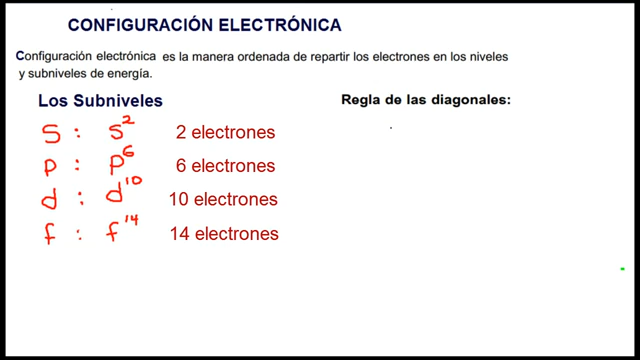 CONFIGURACIÓN ELECTRÓNICA
Configuración electrónica es la manera ordenada de repartir los electrones en los niveles
y subniveles de energía.
Los Subniveles
Regla de las diagonales:
S : s² 2 electrones
p : p⁶ 6 electrones
d : d¹⁰ 10 electrones
f : f¹⁴ 14 electrones